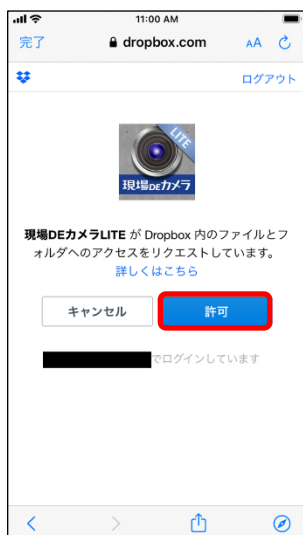 11:00 AM
完了
dropbox.com
AA
ログアウト
LITE
現場DEカメラ
現場DEカメラLITE が Dropbox 内のファイルとフ
ォルダへのアクセスをリクエストしています。
詳しくはこちら
キャンセル
許可
でログインしています